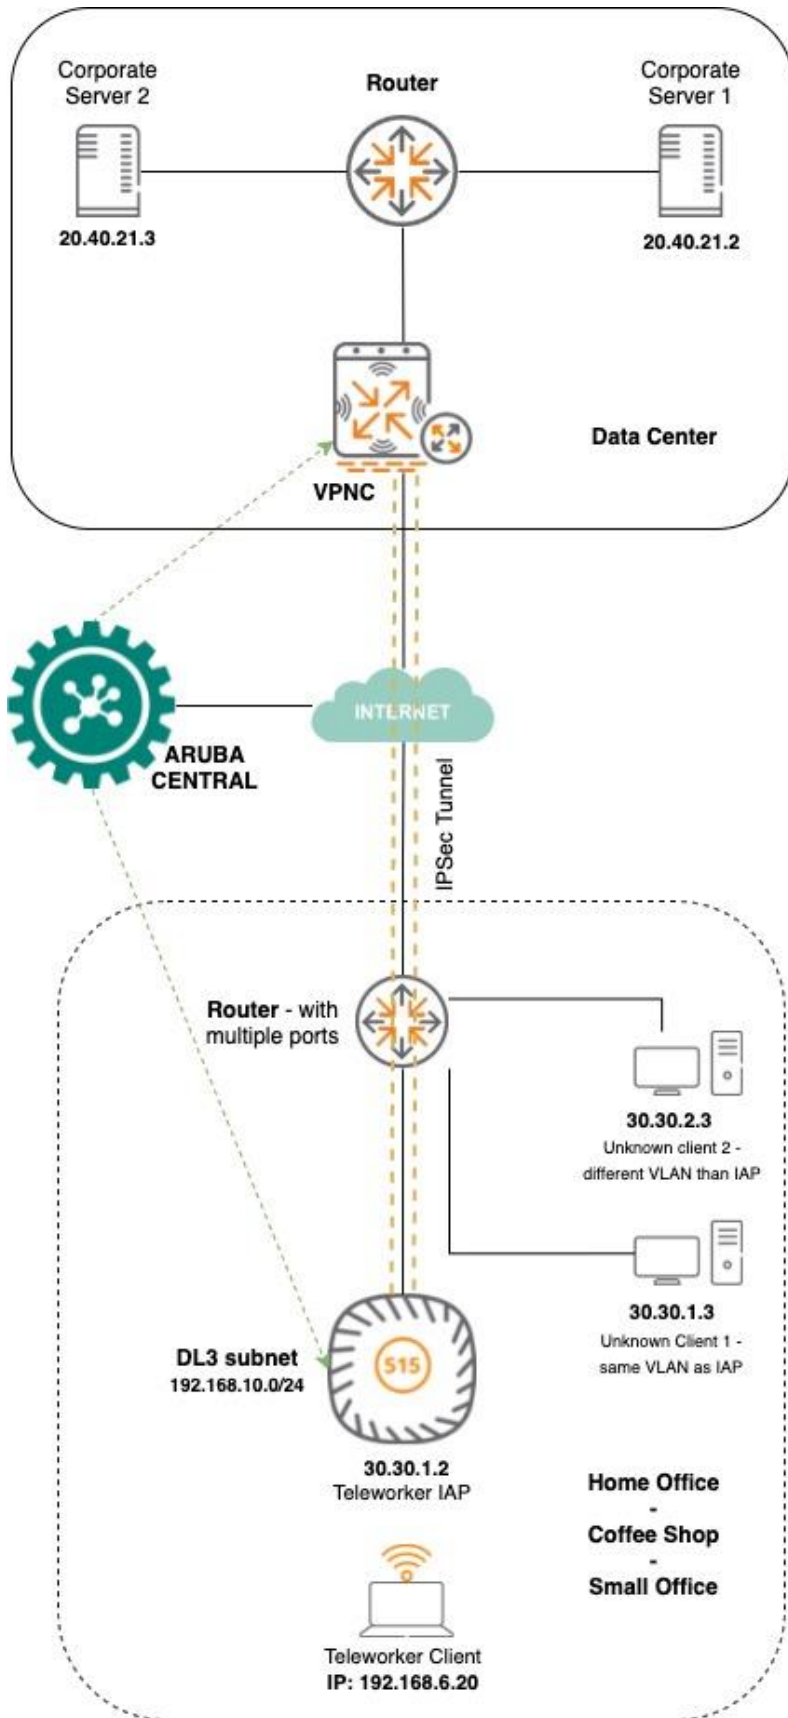 Corporate
Server 2
Router
Corporate
Server 1
20.40.21.3
20.40.21.2
Data Center
VPNC
INTERNET
ARUBA
CENTRAL
IPSec Tunnel
Router - with
multiple ports
30.30.2.3
Unknown client 2 -
different VLAN than IAP
30.30.1.3
Unknown Client 1 -
same VLAN as IAP
DL3 subnet
192.168.10.0/24
515
30.30.1.2
Teleworker IAP
Home Office
-
Coffee Shop
-
Small Office
Teleworker Client
IP: 192.168.6.20